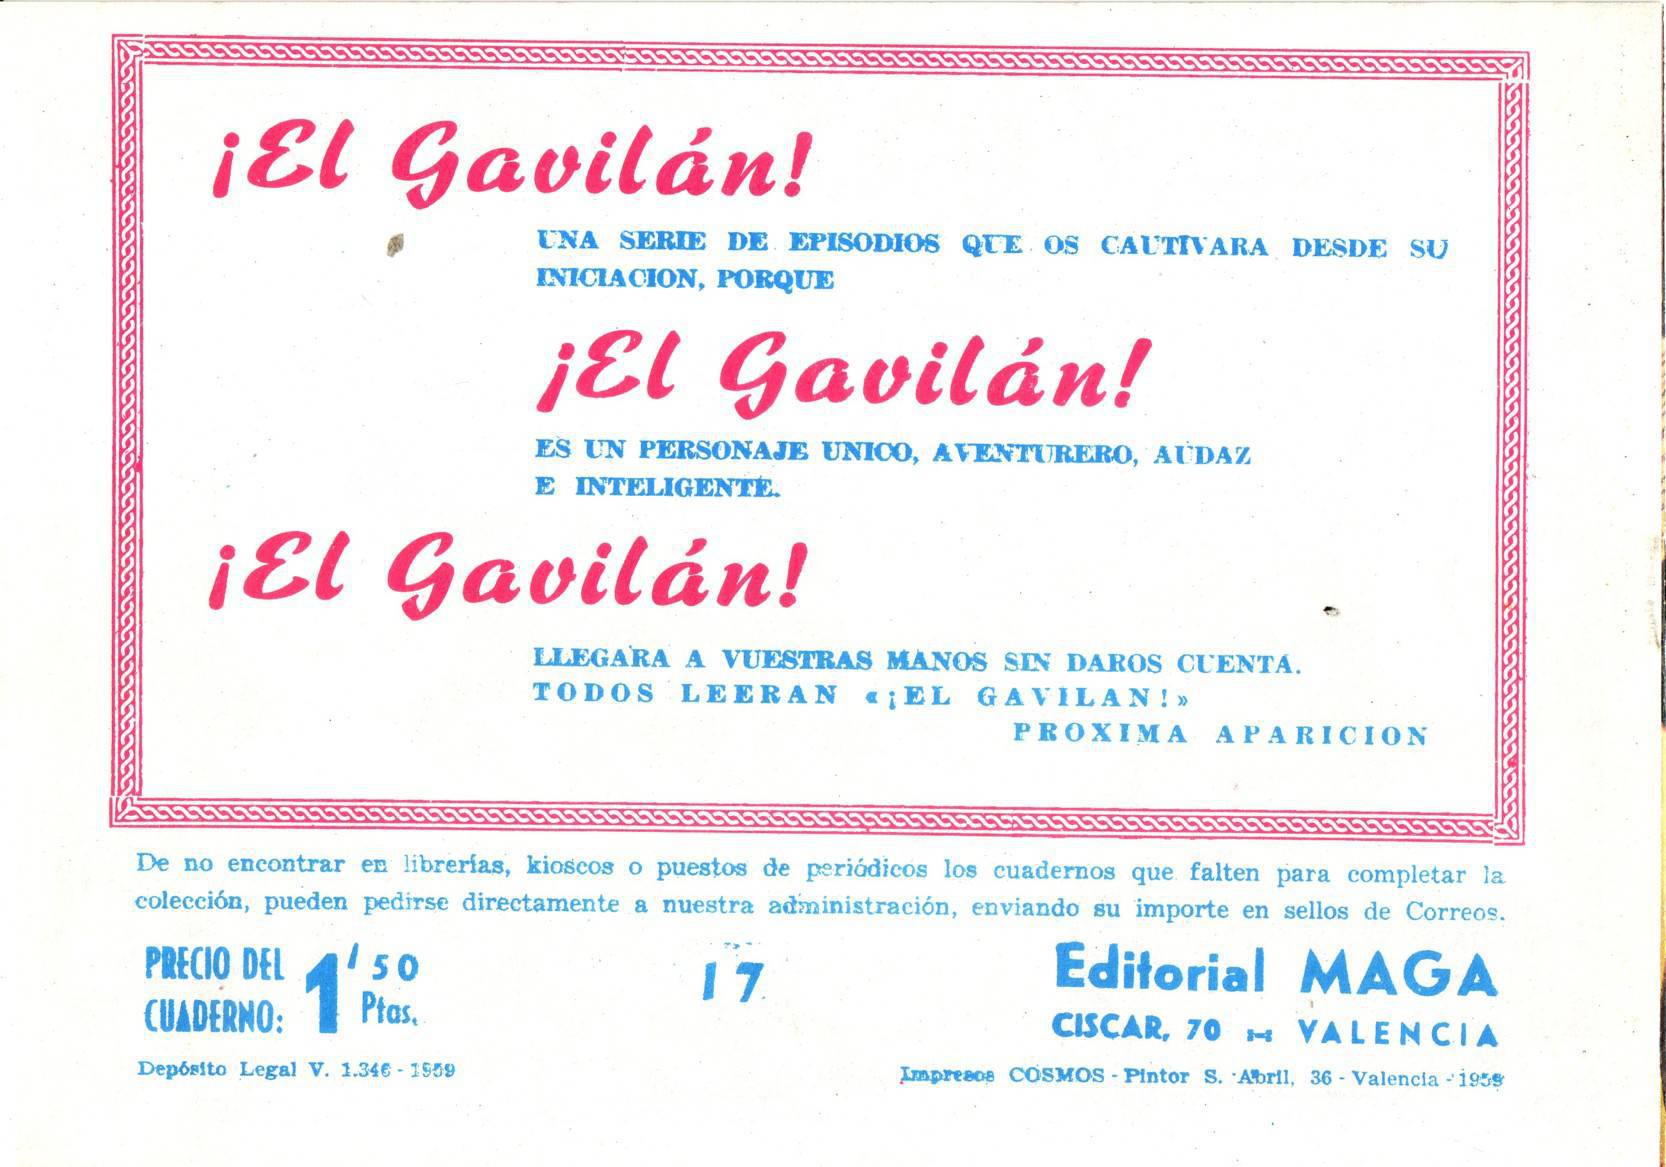 ¡El Gavilán!
UNA SERIE DE EPISODIOS QUE OS CAUTIVARA DESDE SU
INICIACION, PORQUE
¡El Gavilán!
ES UN PERSONAJE UNICO, AVENTURERO, AUDAZ
E INTELIGENTE.
¡El Gavilán!
LLEGARA A VUESTRAS MANOS SIN DAROS CUENTA.
TODOS LEERAN «¡EL GAVILAN!»
PROXIMA APARICION
De no encontrar en librerías, kioscos o puestos de periódicos los cuadernos que falten para completar la
colección, pueden pedirse directamente a nuestra administración, enviando su importe en sellos de Correos.
PRECIO DEL CUADERNO: 1'50 Ptas.
17
Editorial MAGA
CISCAR, 70 - VALENCIA
Depósito Legal V. 1.346 - 1959
Impresos COSMOS - Pintor S. Abril, 36 - Valencia - 1959